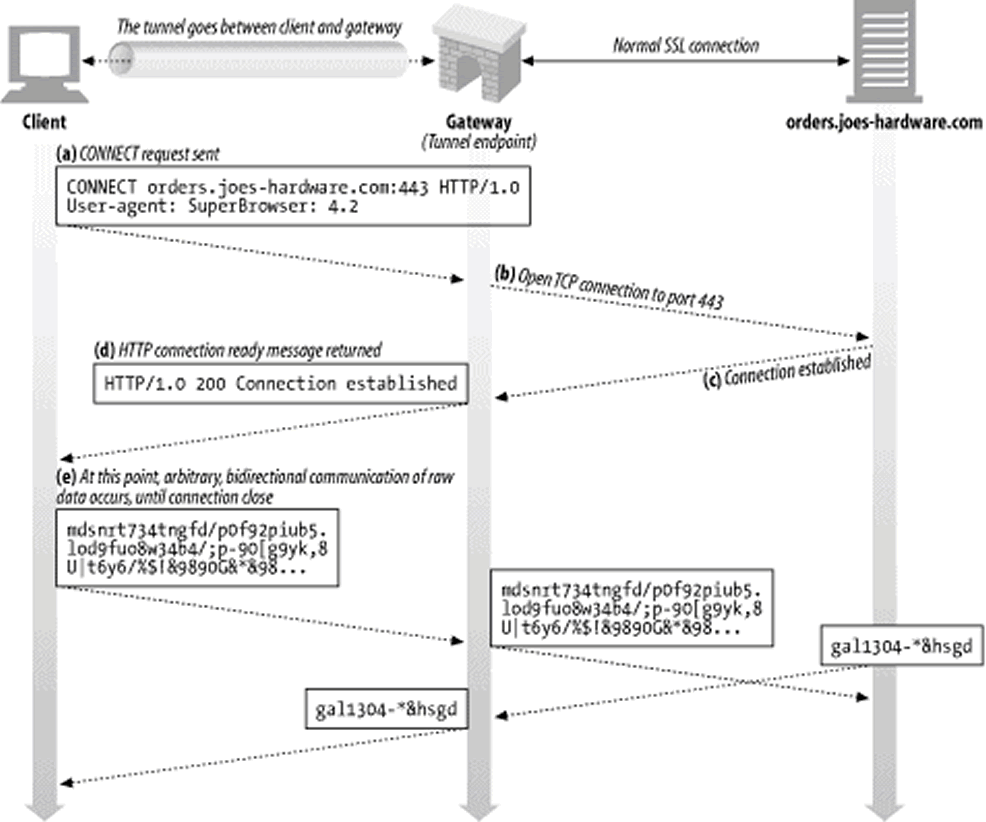 The tunnel goes between client and gateway
Normal SSL connection
Client
Gateway
(Tunnel endpoint)
orders.joes-hardware.com
(a) CONNECT request sent
CONNECT orders.joes-hardware.com:443 HTTP/1.0
User-agent: SuperBrowser: 4.2
(b) Open TCP connection to port 443
(c) Connection established
(d) HTTP connection ready message returned
HTTP/1.0 200 Connection established
(e) At this point, arbitrary, bidirectional communication of raw
data occurs, until connection close
mdsnrt734tngfd/p0f92piub5.
lod9fuo8w34b4/;p-90[g9yk,8
U|t6y6/%$!&9890G&*&98...
mdsnrt734tngfd/p0f92piub5.
lod9fuo8w34b4/;p-90[g9yk,8
U|t6y6/%$!&9890G&*&98...
gal1304-*&hsgd
gal1304-*&hsgd